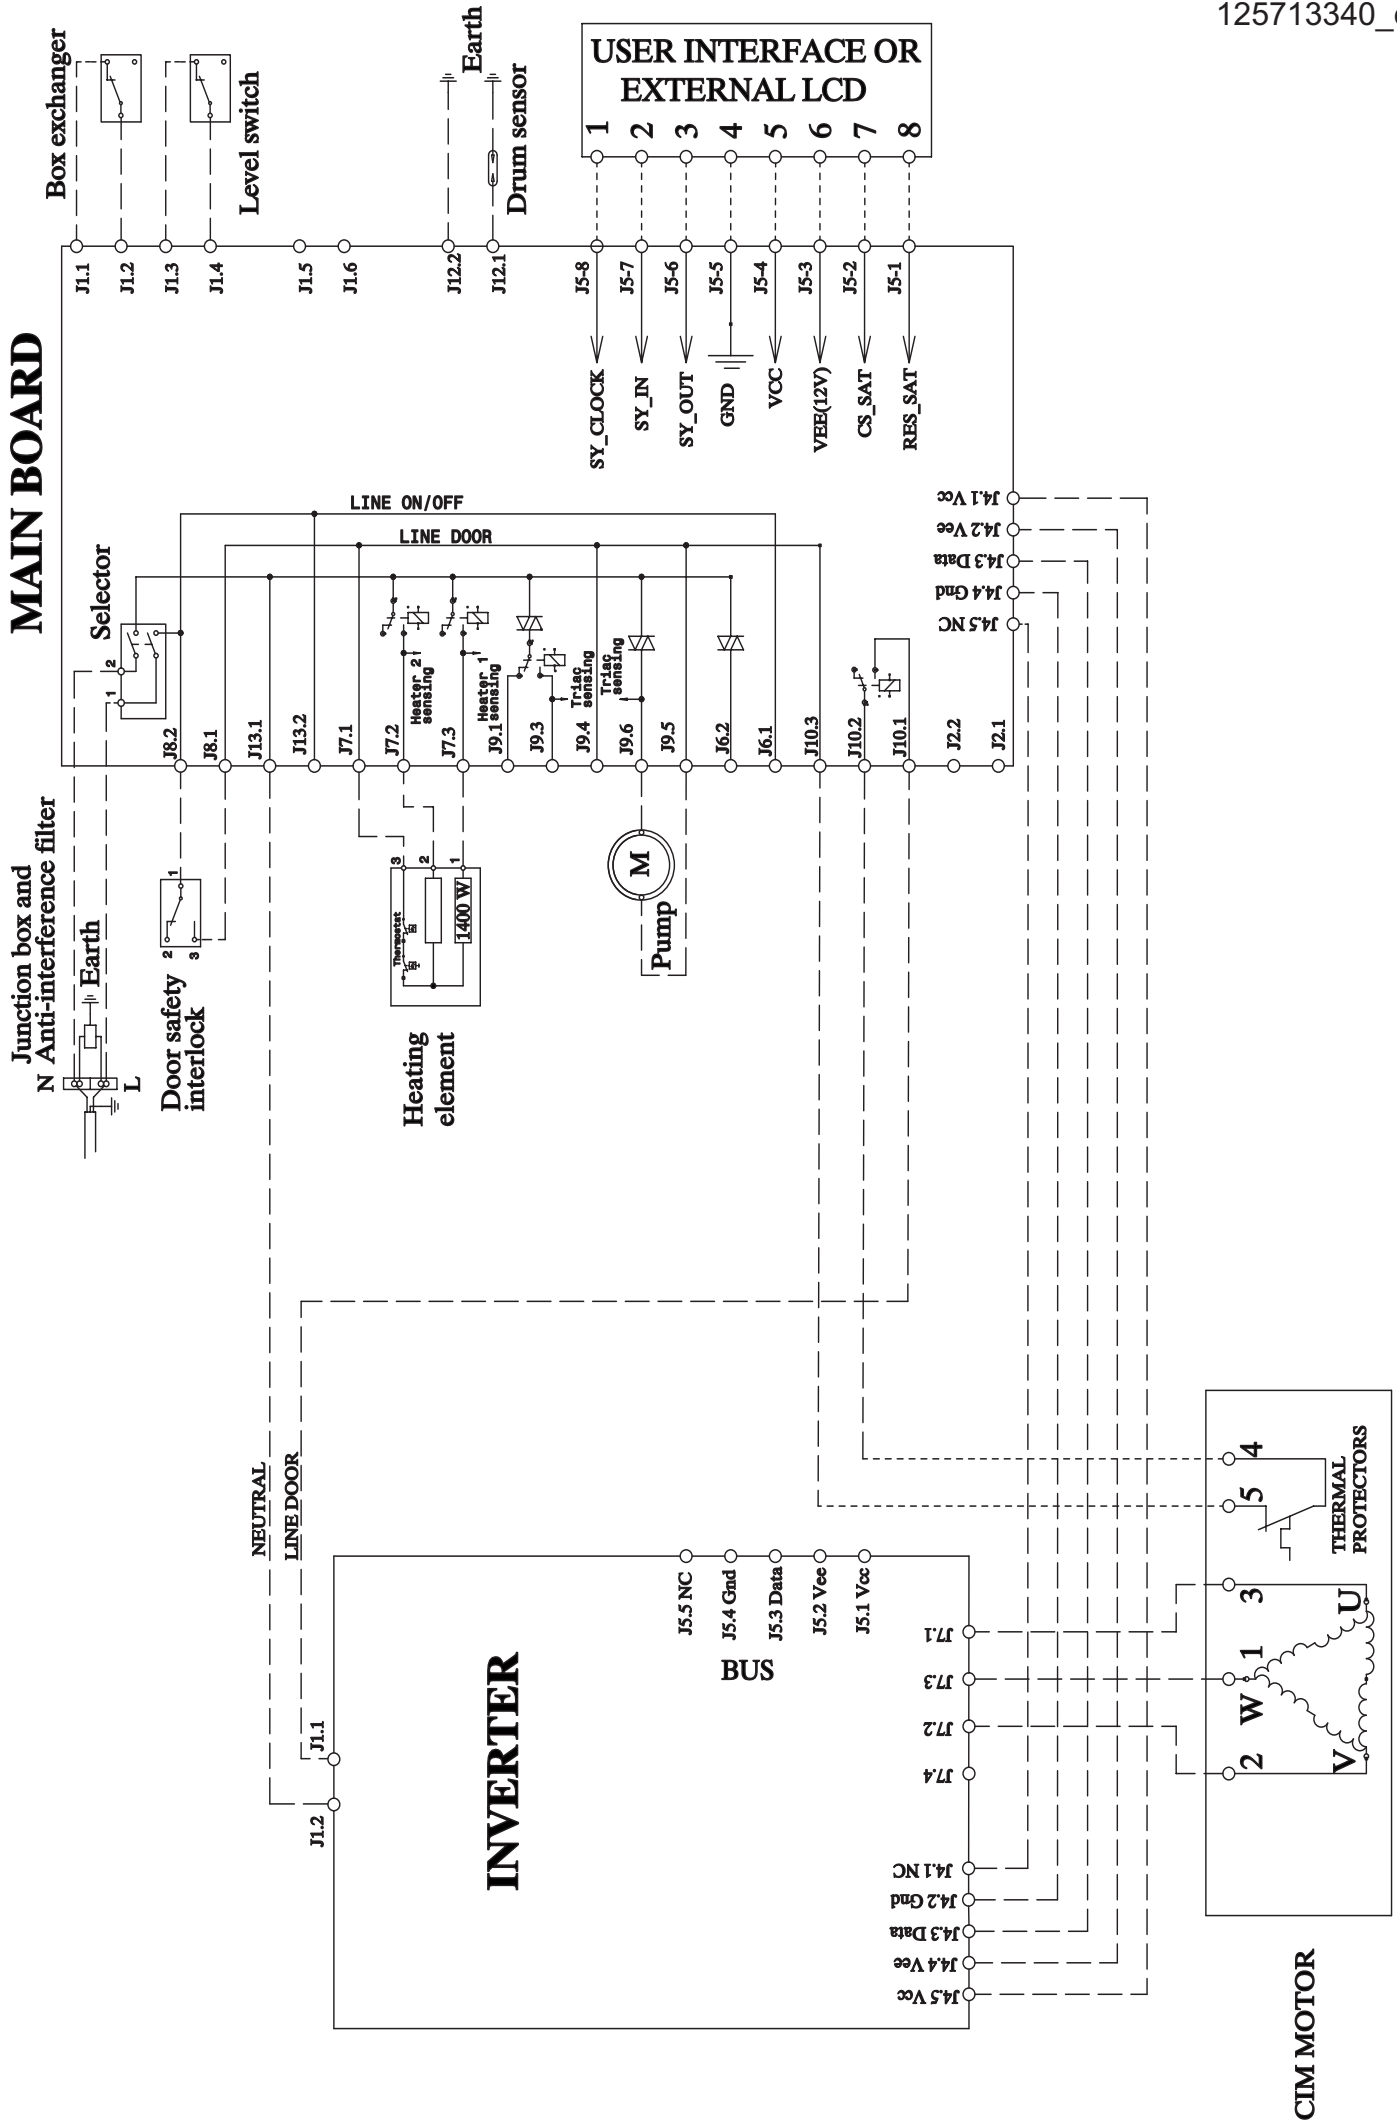 125713340_
MAIN BOARD
Box exchanger
Level switch
Earth
Drum sensor
USER INTERFACE OR
EXTERNAL LCD
1
2
3
4
5
6
7
8
J1.1
J1.2
J1.3
J1.4
J1.5
J1.6
J12.2
J12.1
J5-8
J5-7
J5-6
J5-5
J5-4
J5-3
J5-2
J5-1
SY_CLOCK
SY_IN
SY_OUT
GND
VCC
VEE(12V)
CS_SAT
RES_SAT
LINE ON/OFF
LINE DOOR
Selector
2
1
Heater 2
sensing
Heater 1
sensing
Triac
sensing
Triac
sensing
J4.1 Vcc
J4.2 Vee
J4.3 Data
J4.4 Gnd
J4.5 NC
J8.2
J8.1
J13.1
J13.2
J7.1
J7.2
J7.3
J9.1
J9.3
J9.4
J9.6
J9.5
J6.2
J6.1
J10.3
J10.2
J10.1
J2.2
J2.1
Junction box and
Anti-interference filter
N
L
Earth
Door safety
interlock
1
2
3
3
2
1
Thermostat
1400 W
Heating
element
M
Pump
NEUTRAL
LINE DOOR
J1.1
J1.2
INVERTER
J5.5 NC
J5.4 Gnd
J5.3 Data
J5.2 Vee
J5.1 Vcc
BUS
J7.1
J7.3
J7.2
J7.4
J4.1 NC
J4.2 Gnd
J4.3 Data
J4.4 Vee
J4.5 Vcc
4
5
THERMAL
PROTECTORS
3
U
1
W
2
V
CIM MOTOR